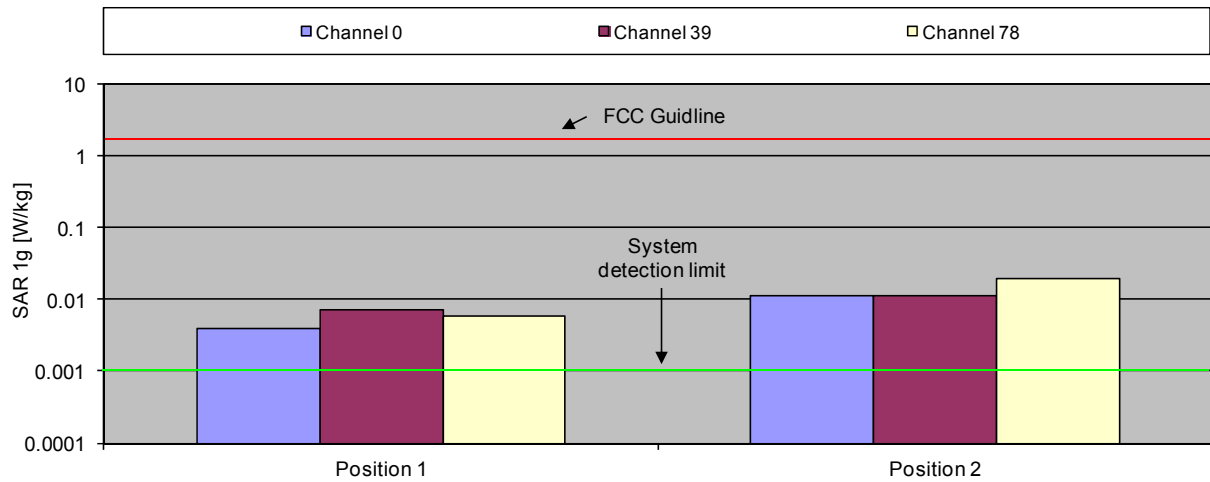 Channel 0
Channel 39
Channel 78
10
FCC Guidline
1
SAR 1g [W/kg]
0.1
System
detection limit
0.01
0.001
0.0001
Position 1
Position 2